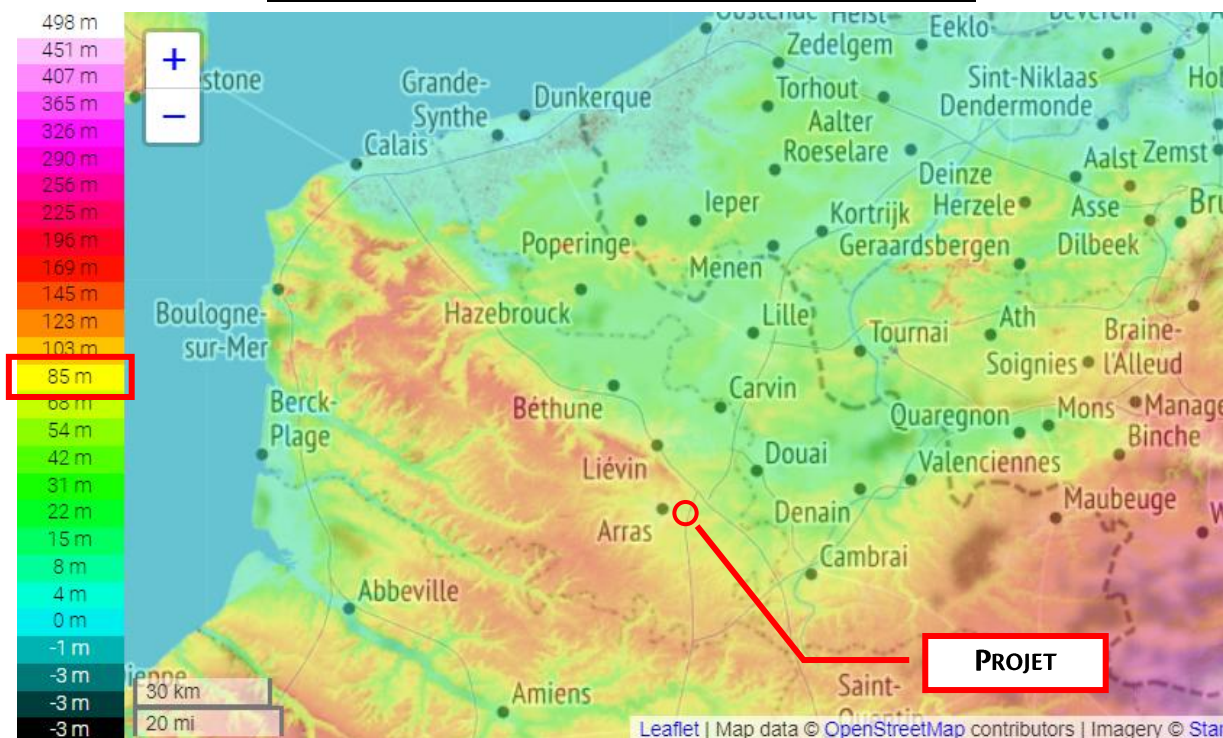 498 m
451 m
407 m
365 m
326 m
290 m
256 m
225 m
196 m
169 m
145 m
123 m
103 m
85 m
68 m
54 m
42 m
31 m
22 m
15 m
8 m
4 m
0 m
-1 m
-3 m
-3 m
-3 m
+
−
stone
Heist-
Eeklo
Beveren
Zedelgem
Grande-
Synthe
Dunkerque
Torhout
Sint-Niklaas
Dendermonde
Calais
Aalter
Roeselare
Aalst
Zemst
Deinze
Ieper
Kortrijk
Herzele
Asse
Poperinge
Geraardsbergen
Dilbeek
Menen
Boulogne-
sur-Mer
Hazebrouck
Lille
Tournai
Ath
Braine-
l'Alleud
Soignies
Berck-
Plage
Béthune
Carvin
Quaregnon
Mons
Binche
Liévin
Douai
Valenciennes
Arras
Denain
Maubeuge
Cambrai
Abbeville
PROJET
30 km
20 mi
Amiens
Saint-
Quentin
Leaflet | Map data © OpenStreetMap contributors | Imagery ©